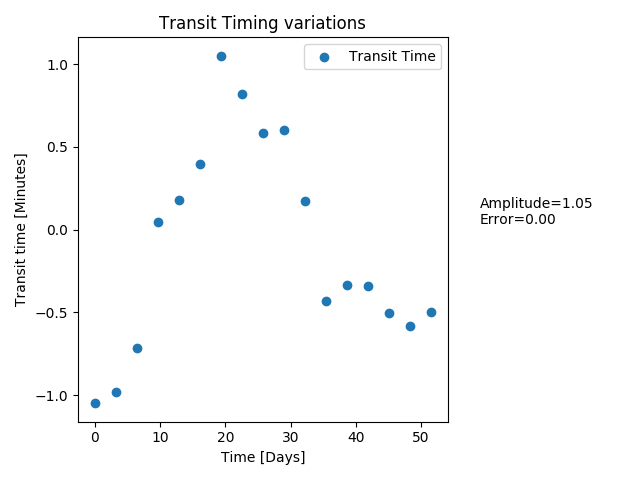 Transit Timing variations
Transit Time
Transit time [Minutes]
1.0
0.5
0.0
−0.5
−1.0
Amplitude=1.05
Error=0.00
0 10 20 30 40 50
Time [Days]